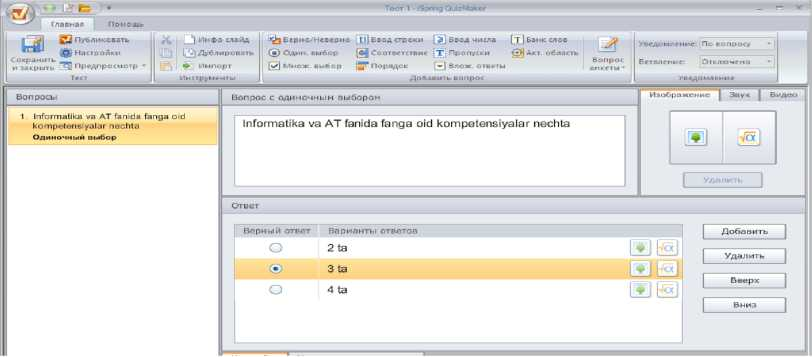 Тест 1 - iSpring QuizMaker
Главная Помощь
Сохранить и закрыть
Публиковать
Настройки
Предпросмотр
Тест
Инфо слайд
Дублировать
Импорт
Инструменты
Верно/Неверно
Один. выбор
Множ. выбор
Ввод строки
Соответствие
Порядок
Ввод числа
Пропуски
Влож. ответы
Банк слов
Акт. область
Вопрос анкеты
Добавить вопрос
Уведомление: По вопросу
Ветвление: Отключено
Уведомление
Вопросы
1. Informatika va AT fanida fanga oid
kompetensiyalar nechta
Одиночный выбор
Вопрос с одиночным выбором
Informatika va AT fanida fanga oid kompetensiyalar nechta
Изображение Звук Видео
Удалить
Ответ
Верный ответ Варианты ответов
2 ta
3 ta
4 ta
Добавить
Удалить
Вверх
Вниз